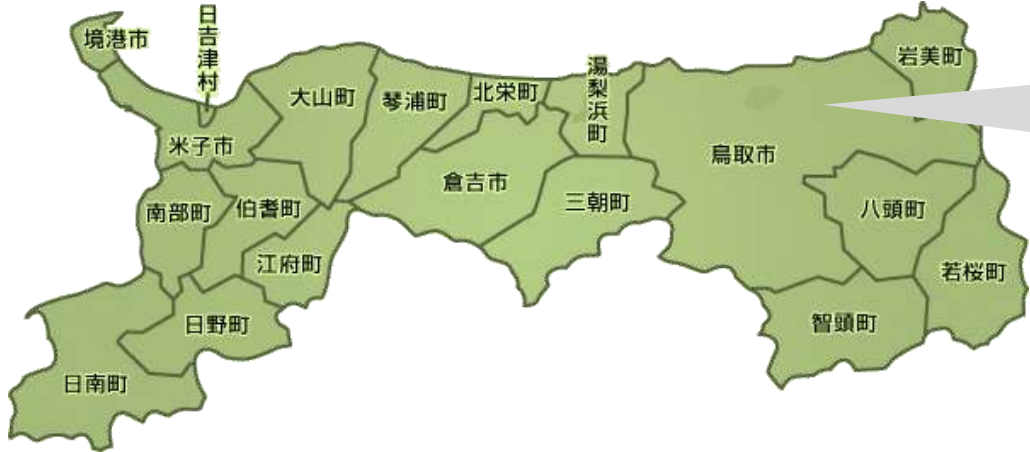 境港市
日吉津村
米子市
大山町
琴浦町
北栄町
湯梨浜町
岩美町
鳥取市
倉吉市
三朝町
南部町
伯耆町
江府町
八頭町
若桜町
日野町
智頭町
日南町